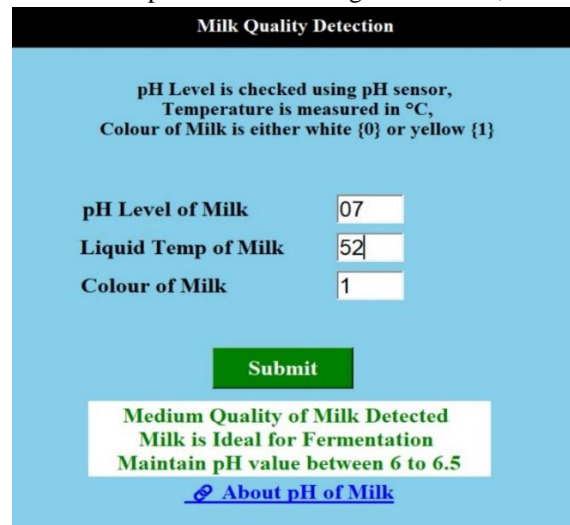 Milk Quality Detection
pH Level is checked using pH sensor,
Temperature is measured in °C,
Colour of Milk is either white {0} or yellow {1}
pH Level of Milk 07
Liquid Temp of Milk 52
Colour of Milk 1
Submit
Medium Quality of Milk Detected
Milk is Ideal for Fermentation
Maintain pH value between 6 to 6.5
About pH of Milk